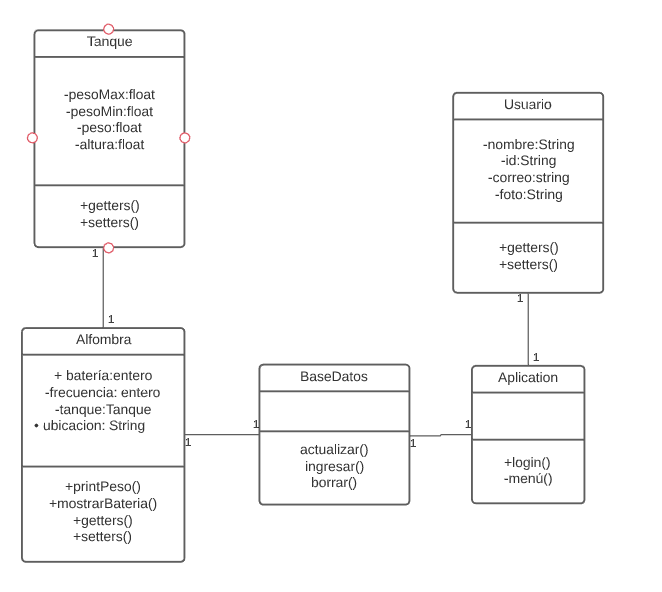 Tanque
-pesoMax:float
-pesoMin:float
-peso:float
-altura:float
+getters()
+setters()
1
1
Alfombra
+ batería:entero
-frecuencia: entero
-tanque:Tanque
• ubicacion: String
+printPeso()
+mostrarBateria()
+getters()
+setters()
1
1
BaseDatos
actualizar()
ingresar()
borrar()
1
1
Usuario
-nombre:String
-id:String
-correo:string
-foto:String
+getters()
+setters()
1
1
Aplication
+login()
-menú()